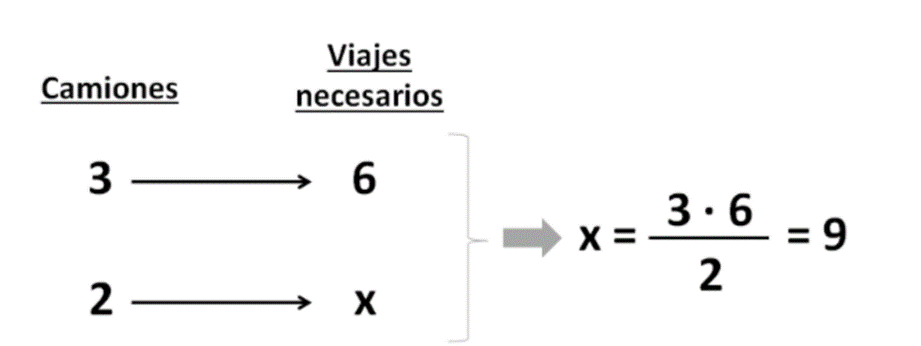 Camiones
Viajes
necesarios
3 → 6
2 → x
x = 3 · 6 / 2 = 9